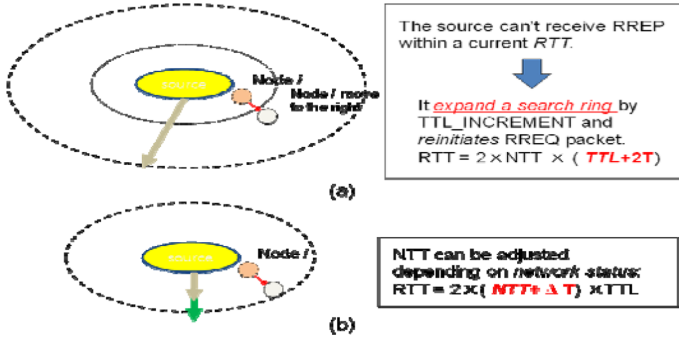 source
Node i
Node i move
to the right
The source can't receive RREP
within a current RTT.
It expand a search ring by
TTL_INCREMENT and
reinitiates RREQ packet.
RTT = 2 × NTT × ( TTL+2T)
(a)
source
Node i
NTT can be adjusted
depending on network status:
RTT = 2×( NTT+ Δ T) ×TTL
(b)